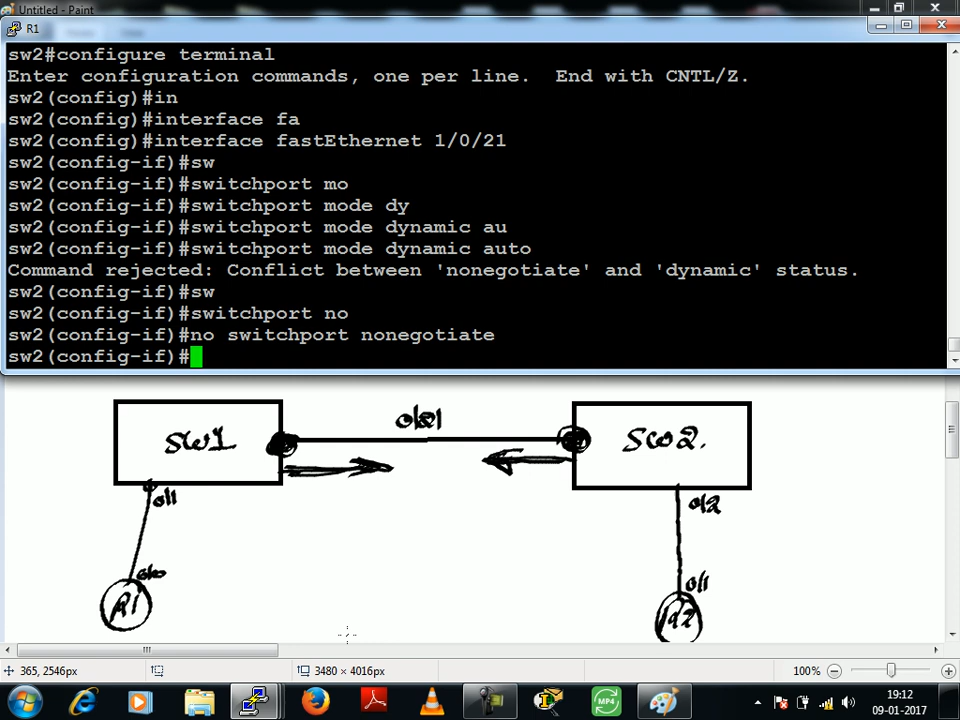 Untitled - Paint
R1
sw2#configure terminal
Enter configuration commands, one per line.  End with CNTL/Z.
sw2(config)#in
sw2(config)#interface fa
sw2(config)#interface fastEthernet 1/0/21
sw2(config-if)#sw
sw2(config-if)#switchport mo
sw2(config-if)#switchport mode dy
sw2(config-if)#switchport mode dynamic au
sw2(config-if)#switchport mode dynamic auto
Command rejected: Conflict between 'nonegotiate' and 'dynamic' status.
sw2(config-if)#sw
sw2(config-if)#switchport no
sw2(config-if)#no switchport nonegotiate
sw2(config-if)#
0/21
SW1
SW2.
0/1
0/2
0/0
0/1
R1
R2
365, 2546px
3480 × 4016px
100%
MP4
19:12
09-01-2017